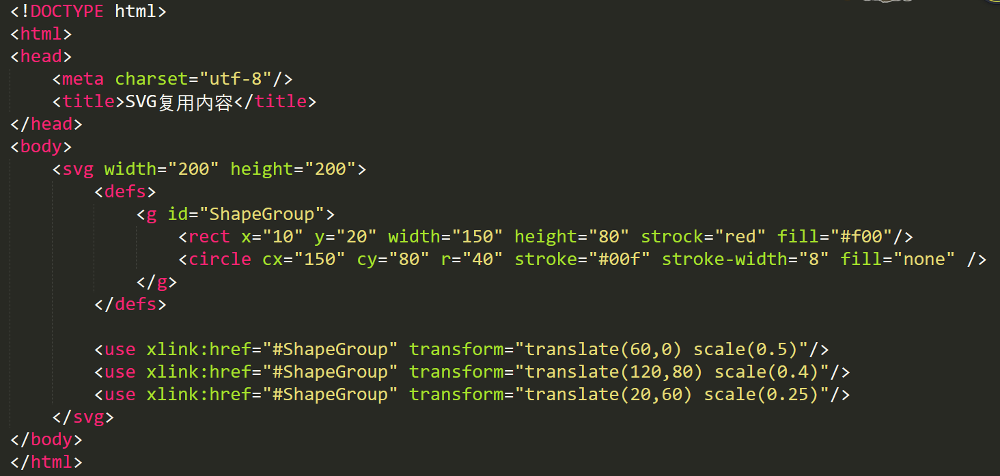 <!DOCTYPE html>
<html>
<head>
    <meta charset="utf-8"/>
    <title>SVG复用内容</title>
</head>
<body>
    <svg width="200" height="200">
        <defs>
            <g id="ShapeGroup">
                <rect x="10" y="20" width="150" height="80" strock="red" fill="#f00"/>
                <circle cx="150" cy="80" r="40" stroke="#00f" stroke-width="8" fill="none" />
            </g>
        </defs>

        <use xlink:href="#ShapeGroup" transform="translate(60,0) scale(0.5)"/>
        <use xlink:href="#ShapeGroup" transform="translate(120,80) scale(0.4)"/>
        <use xlink:href="#ShapeGroup" transform="translate(20,60) scale(0.25)"/>
    </svg>
</body>
</html>